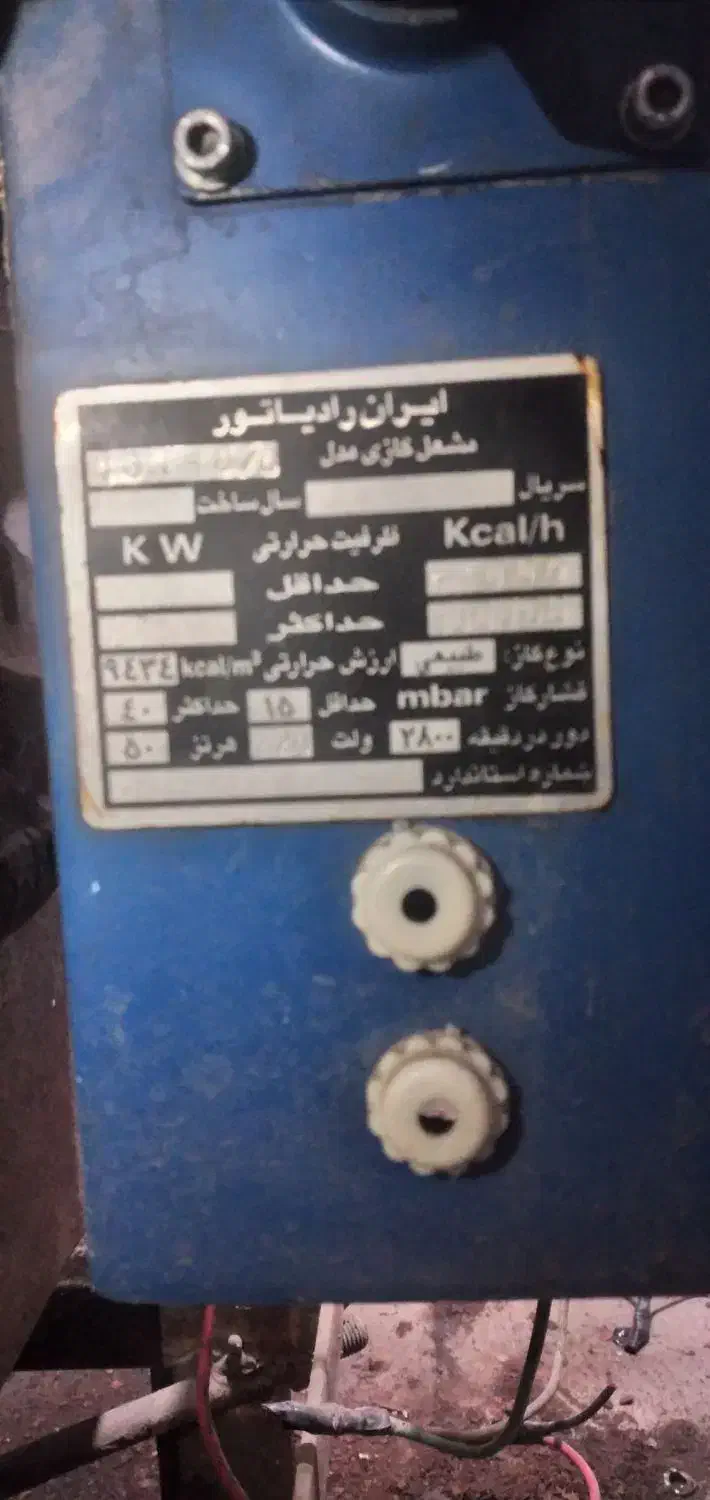 ایران رادیاتور
مشعل گازی مدل
سریال سال ساخت
Kcal/h ظرفیت حرارتی KW
حداقل
حداکثر
نوع گاز: طبیعی ارزش حرارتی kcal/m³ ۹۴۳۴
فشار گاز mbar حداقل ۱۵ حداکثر ۴۰
دور در دقیقه ۲۸۰۰ ولت هرتز ۵۰
شماره استاندارد